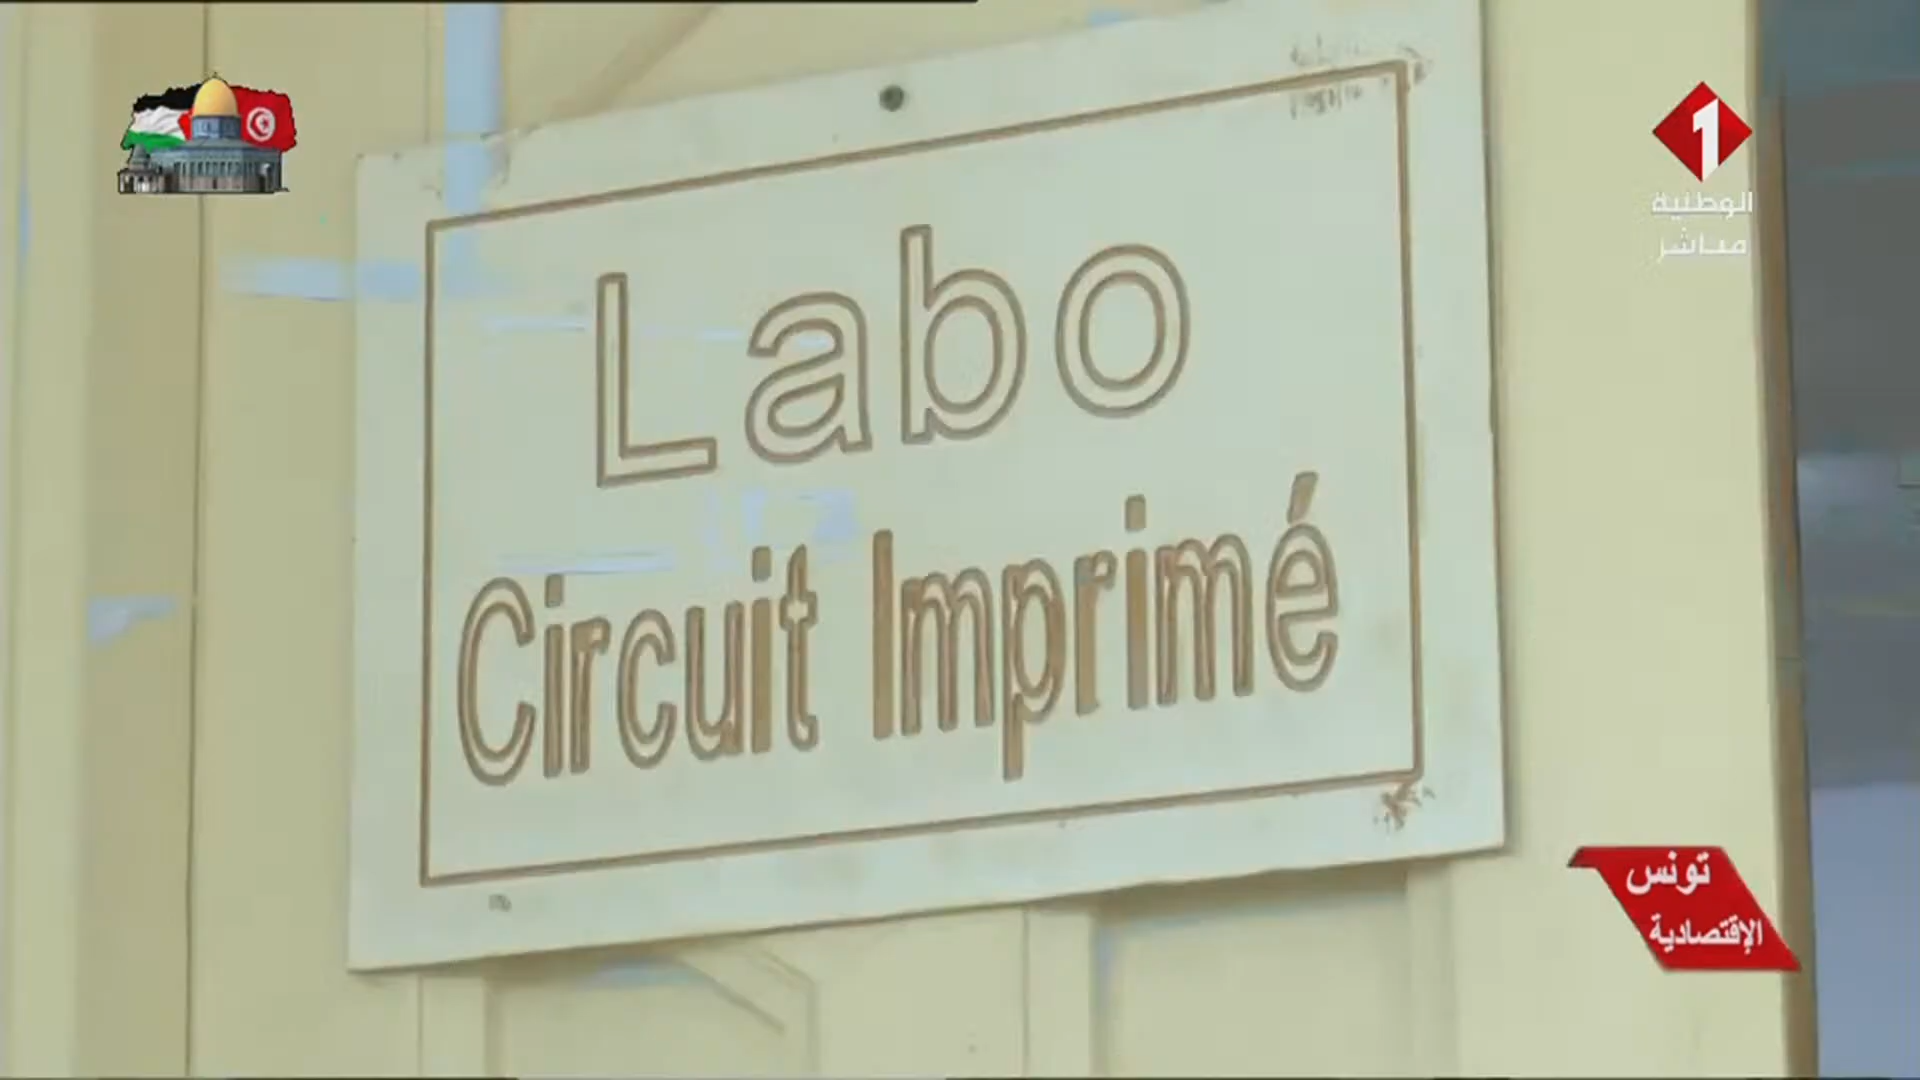 1
الوطنية
مباشر
Labo
Circuit Imprimé
تونس
الإقتصادية